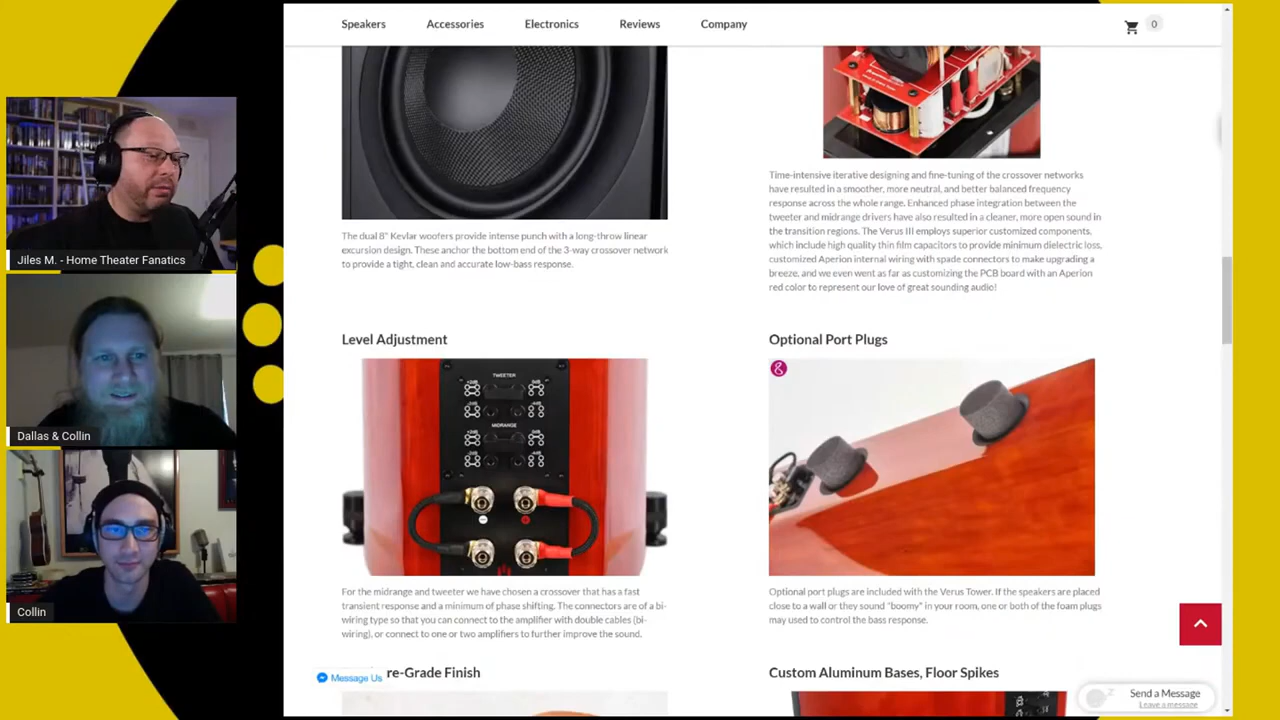 Speakers
Accessories
Electronics
Reviews
Company
0
Jiles M. - Home Theater Fanatics
Dallas & Collin
Collin
The dual 8" Kevlar woofers provide intense punch with a long-throw linear
excursion design. These anchor the bottom end of the 3-way crossover network
to provide a tight, clean and accurate low-bass response.
Time-intensive iterative designing and fine-tuning of the crossover networks
have resulted in a smoother, more neutral, and better balanced frequency
response across the whole range. Enhanced phase integration between the
tweeter and midrange drivers have also resulted in a cleaner, more open sound in
the transition regions. The Verus III employs superior customized components,
which include high quality thin film capacitors to provide minimum dielectric loss,
customized Aperion internal wiring with spade connectors to make upgrading a
breeze, and we even went as far as customizing the PCB board with an Aperion
red color to represent our love of great sounding audio!
Level Adjustment
TWEETER
MIDRANGE
For the midrange and tweeter we have chosen a crossover that has a fast
transient response and a minimum of phase shifting. The connectors are of a bi-
wiring type so that you can connect to the amplifier with double cables (bi-
wiring), or connect to one or two amplifiers to further improve the sound.
Optional Port Plugs
Optional port plugs are included with the Verus Tower. If the speakers are placed
close to a wall or they sound "boomy" in your room, one or both of the foam plugs
may used to control the bass response.
re-Grade Finish
Custom Aluminum Bases, Floor Spikes
Message Us
Send a Message
Leave a message